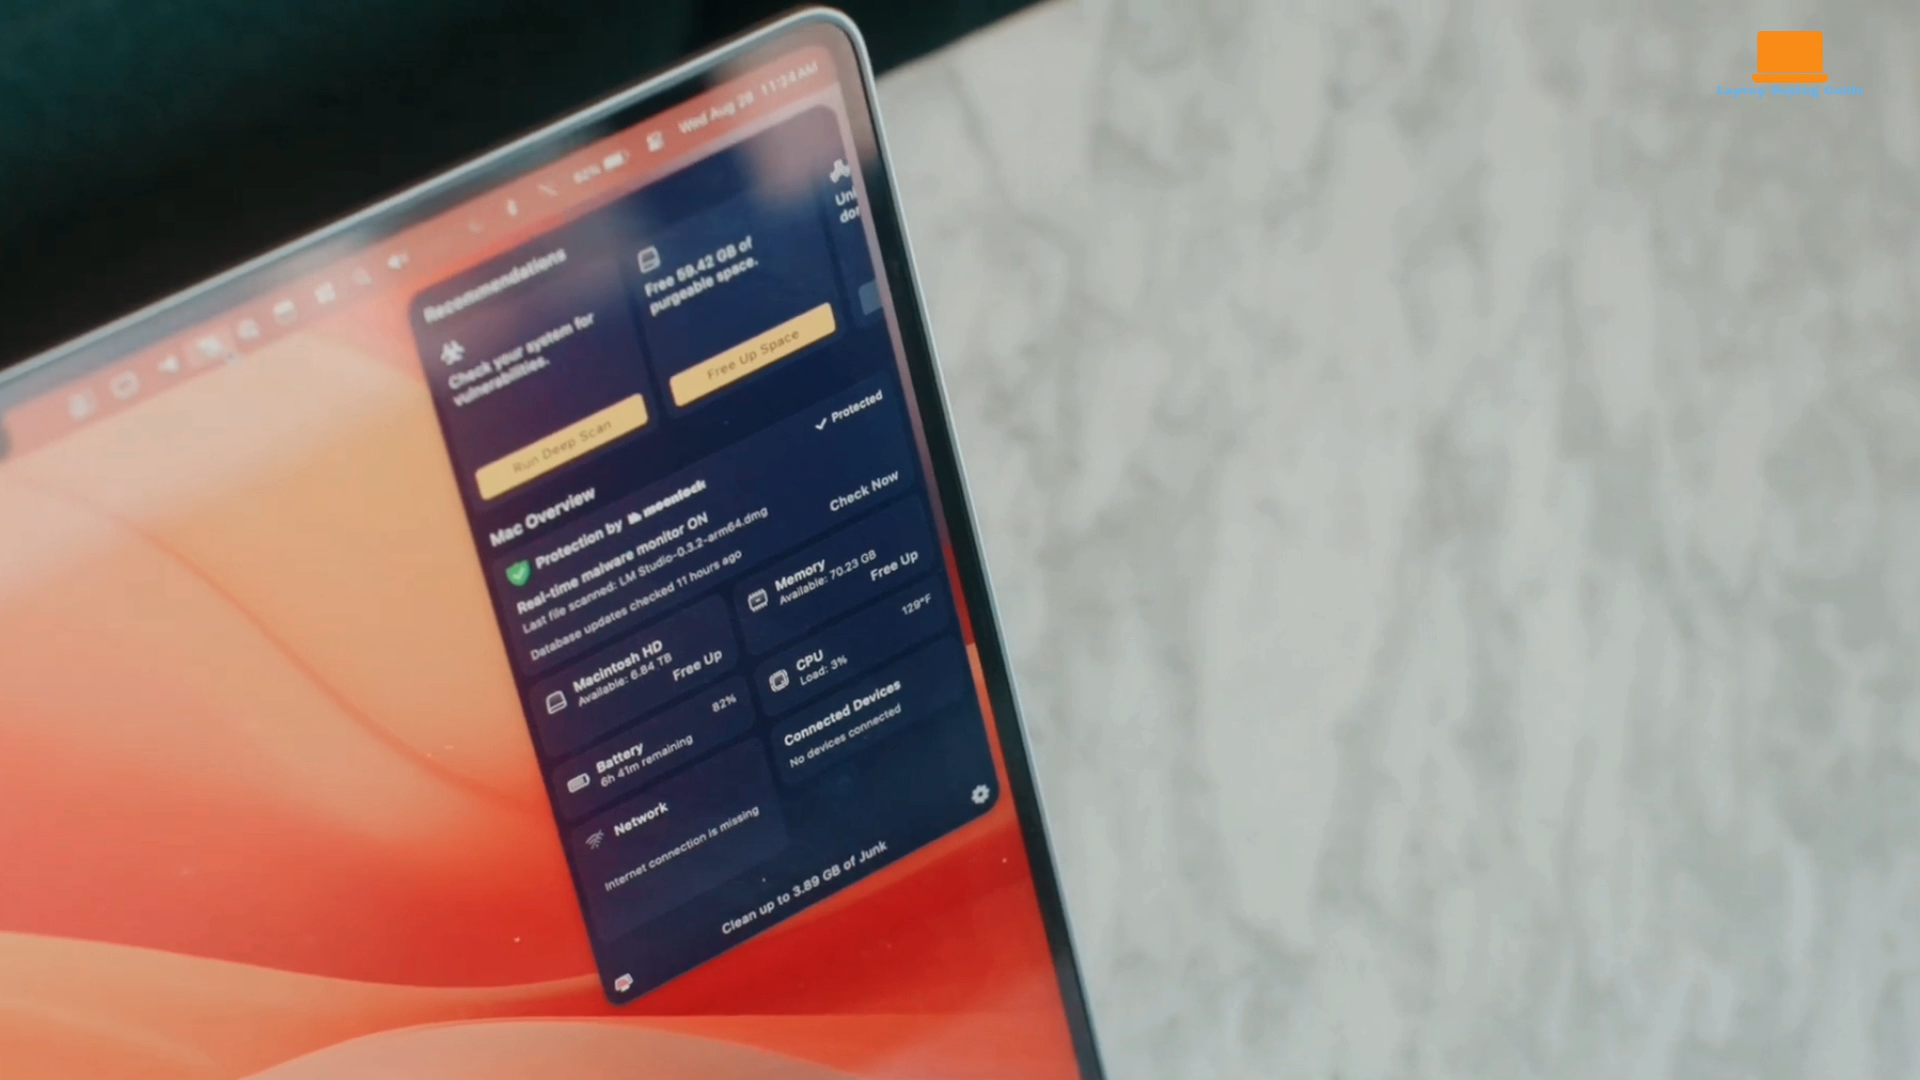 Wed Aug 28 11:34 AM
82%
Recommendations
Check your system for
vulnerabilities.
Run Deep Scan
Free 59.42 GB of
purgeable space.
Free Up Space
Mac Overview
Protection by moonlock
Protected
Real-time malware monitor ON
Last file scanned: LM Studio-0.3.2-arm64.dmg
Database updates checked 11 hours ago
Check Now
Macintosh HD
Available: 6.84 TB
Free Up
Memory
Available: 70.23 GB
Free Up
Battery
82%
6h 41m remaining
CPU
129°F
Load: 3%
Network
Internet connection is missing
Connected Devices
No devices connected
Clean up to 3.89 GB of Junk